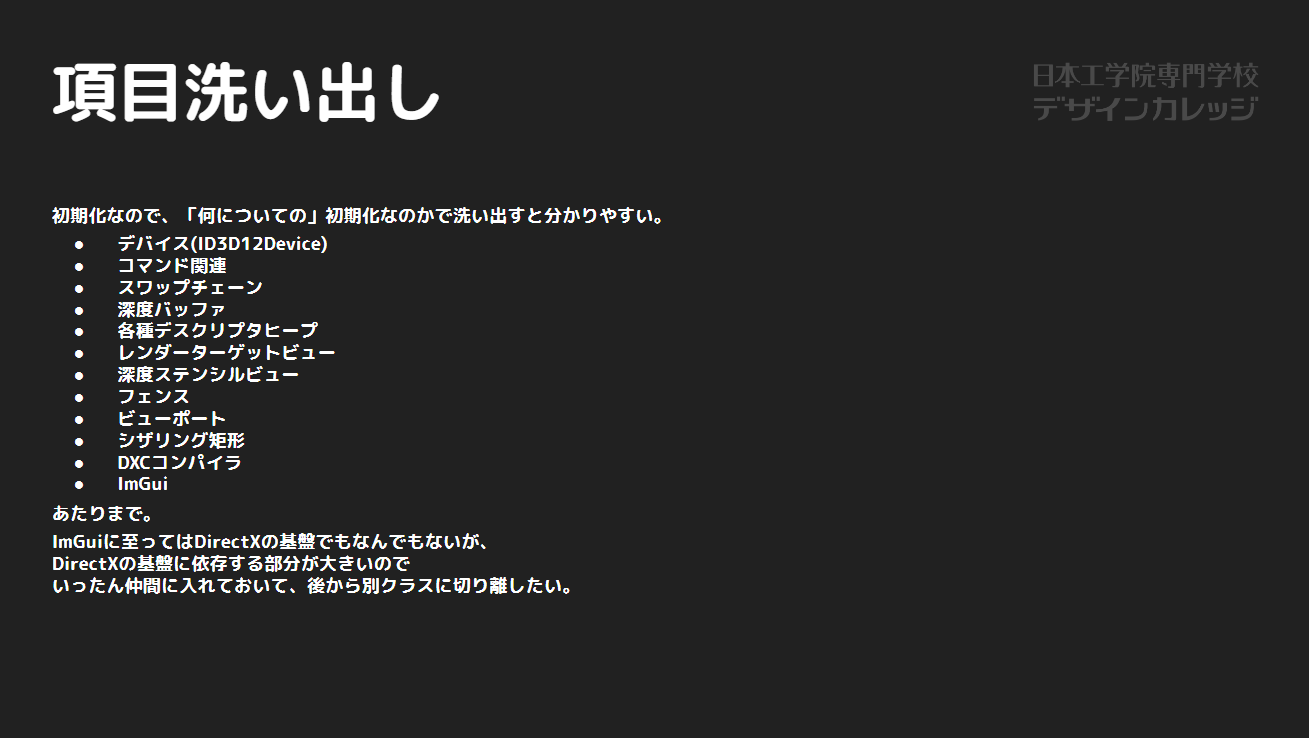 項目洗い出し
日本工学院専門学校
デザインカレッジ
初期化なので、「何についての」初期化なのかで洗い出すと分かりやすい。
● デバイス(ID3D12Device)
● コマンド関連
● スワップチェーン
● 深度バッファ
● 各種デスクリプタヒープ
● レンダーターゲットビュー
● 深度ステンシルビュー
● フェンス
● ビューポート
● シザリング矩形
● DXCコンパイラ
● ImGui
あたりまで。
ImGuiに至ってはDirectXの基盤でもなんでもないが、
DirectXの基盤に依存する部分が大きいので
いったん仲間に入れておいて、後から別クラスに切り離したい。